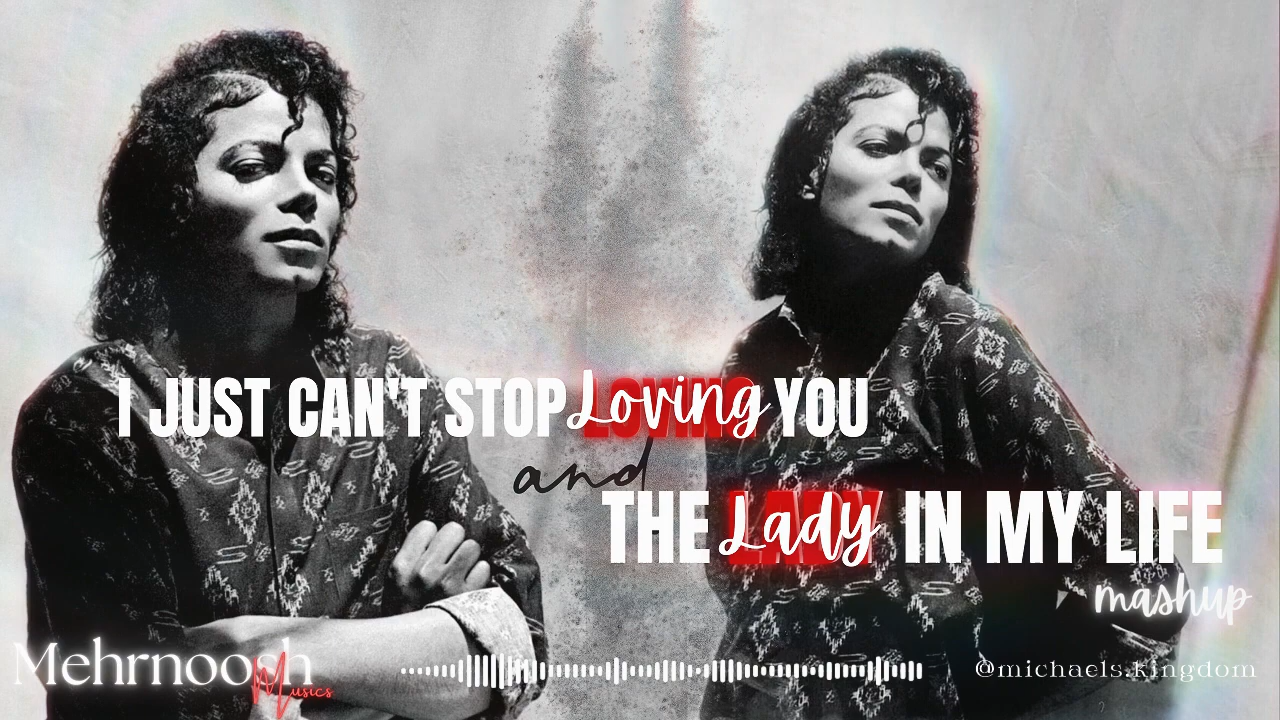 I JUST CAN'T STOP Loving YOU
and
THE Lady IN MY LIFE
mashup
Mehrnoosh
Musics
@michaels.kingdom